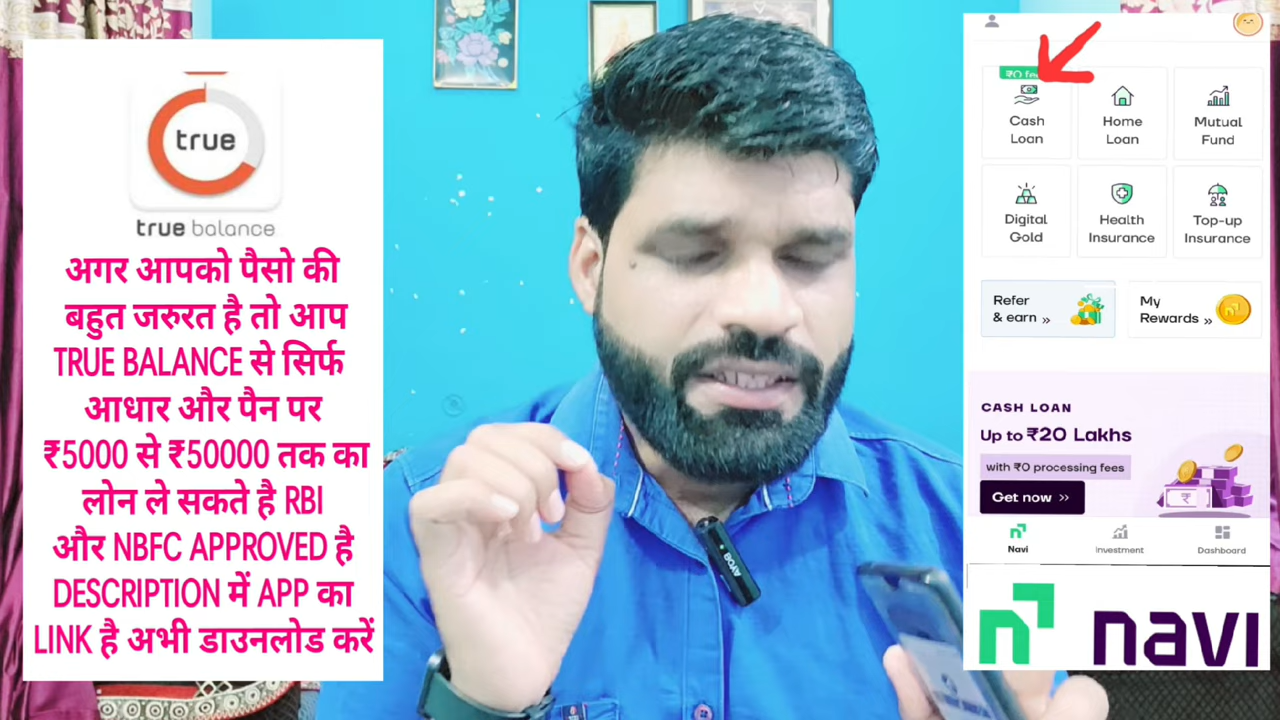 true
true balance
अगर आपको पैसो की
बहुत जरुरत है तो आप
TRUE BALANCE से सिर्फ
आधार और पैन पर
₹5000 से ₹50000 तक का
लोन ले सकते है RBI
और NBFC APPROVED है
DESCRIPTION में APP का
LINK है अभी डाउनलोड करें
AYOB
Cash
Loan
Home
Loan
Mutual
Fund
Digital
Gold
Health
Insurance
Top-up
Insurance
Refer
& earn »
My
Rewards »
CASH LOAN
Up to ₹20 Lakhs
with ₹0 processing fees
Get now »
Navi
Investment
Dashboard
navi